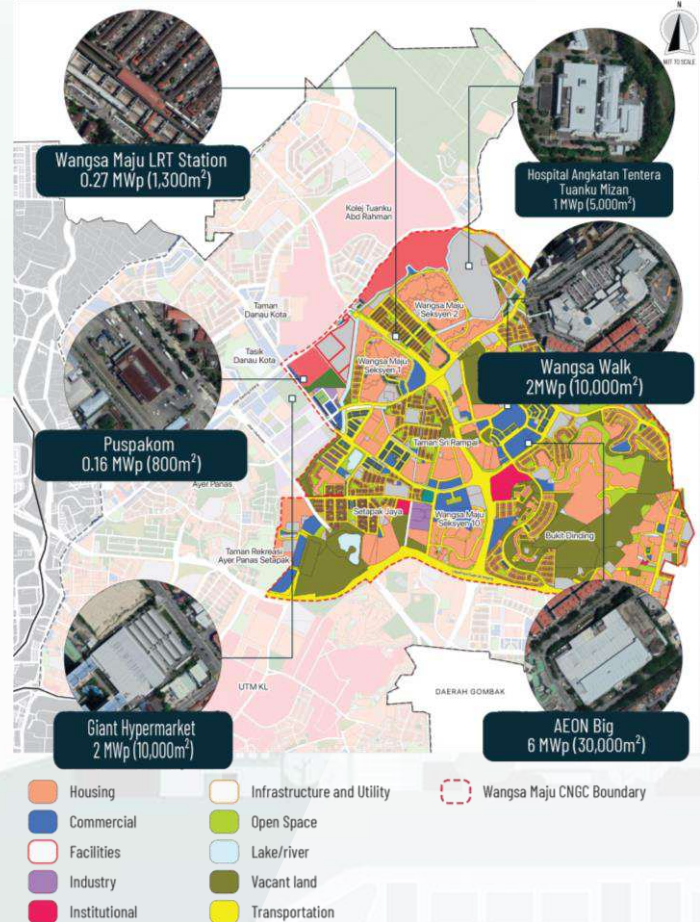 N
NOT TO SCALE
Wangsa Maju LRT Station
0.27 MWp (1,300m²)
Hospital Angkatan Tentera
Tuanku Mizan
1 MWp (5,000m²)
Kolej Tuanku
Abd Rahman
Taman
Danau Kota
Wangsa Maju
Seksyen 2
Tasik
Danau Kota
Wangsa Maju
Seksyen 1
Wangsa Walk
2MWp (10,000m²)
Puspakom
0.16 MWp (800m²)
Taman Sri Rampai
Ayer Panas
Setapak Jaya
Wangsa Maju
Seksyen 10
Bukit Dinding
Taman Rekreasi
Ayer Panas Setapak
UTM KL
DAERAH GOMBAK
Giant Hypermarket
2 MWp (10,000m²)
AEON Big
6 MWp (30,000m²)
Housing
Infrastructure and Utility
Wangsa Maju CNGC Boundary
Commercial
Open Space
Facilities
Lake/river
Industry
Vacant land
Institutional
Transportation